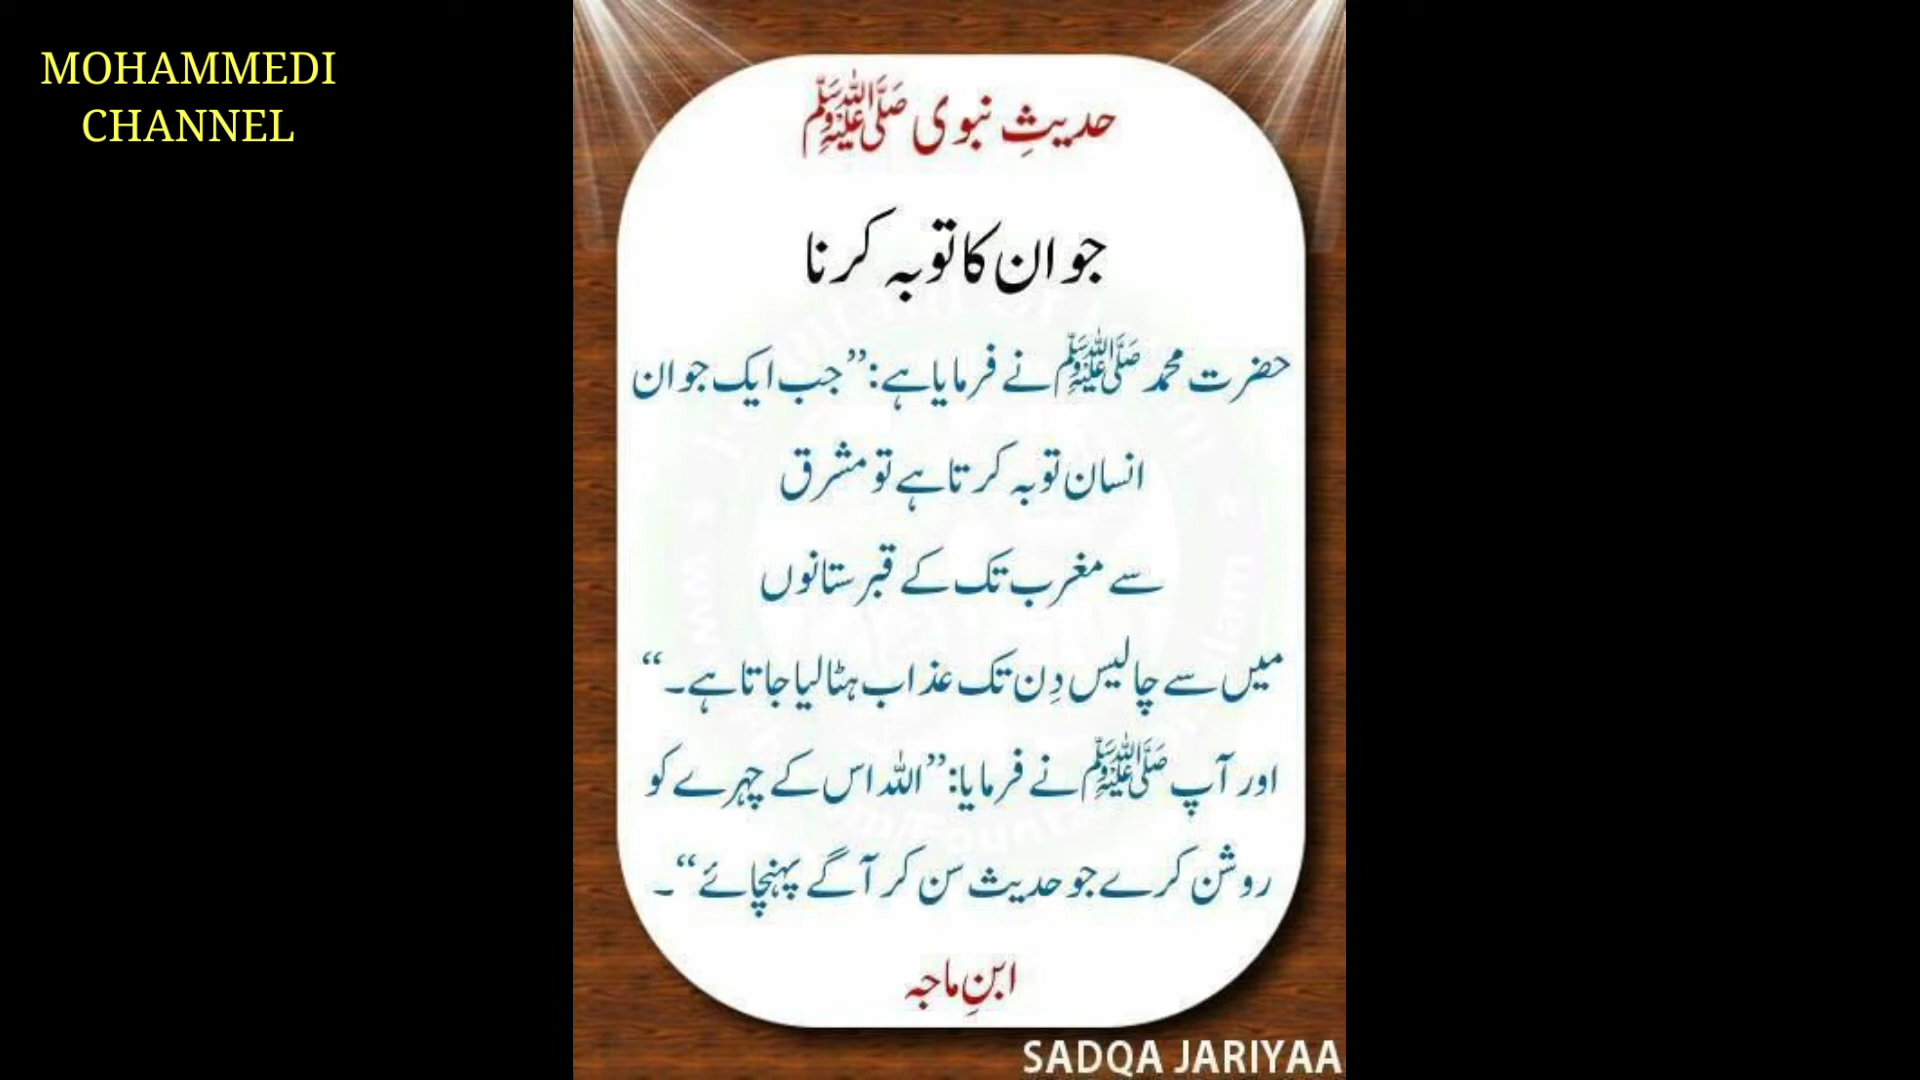 MOHAMMEDI
CHANNEL
حدیثِ نبوی ﷺ
جوان کا توبہ کرنا
حضرت محمد ﷺ نے فرمایا ہے: ”جب ایک جوان
انسان توبہ کرتا ہے تو مشرق
سے مغرب تک کے قبرستانوں
میں سے چالیس دِن تک عذاب ہٹا لیا جاتا ہے۔“
اور آپ ﷺ نے فرمایا: ”اللہ اس کے چہرے کو
روشن کرے جو حدیث سن کر آگے پہنچائے“۔
ابنِ ماجہ
SADQA JARIYAA